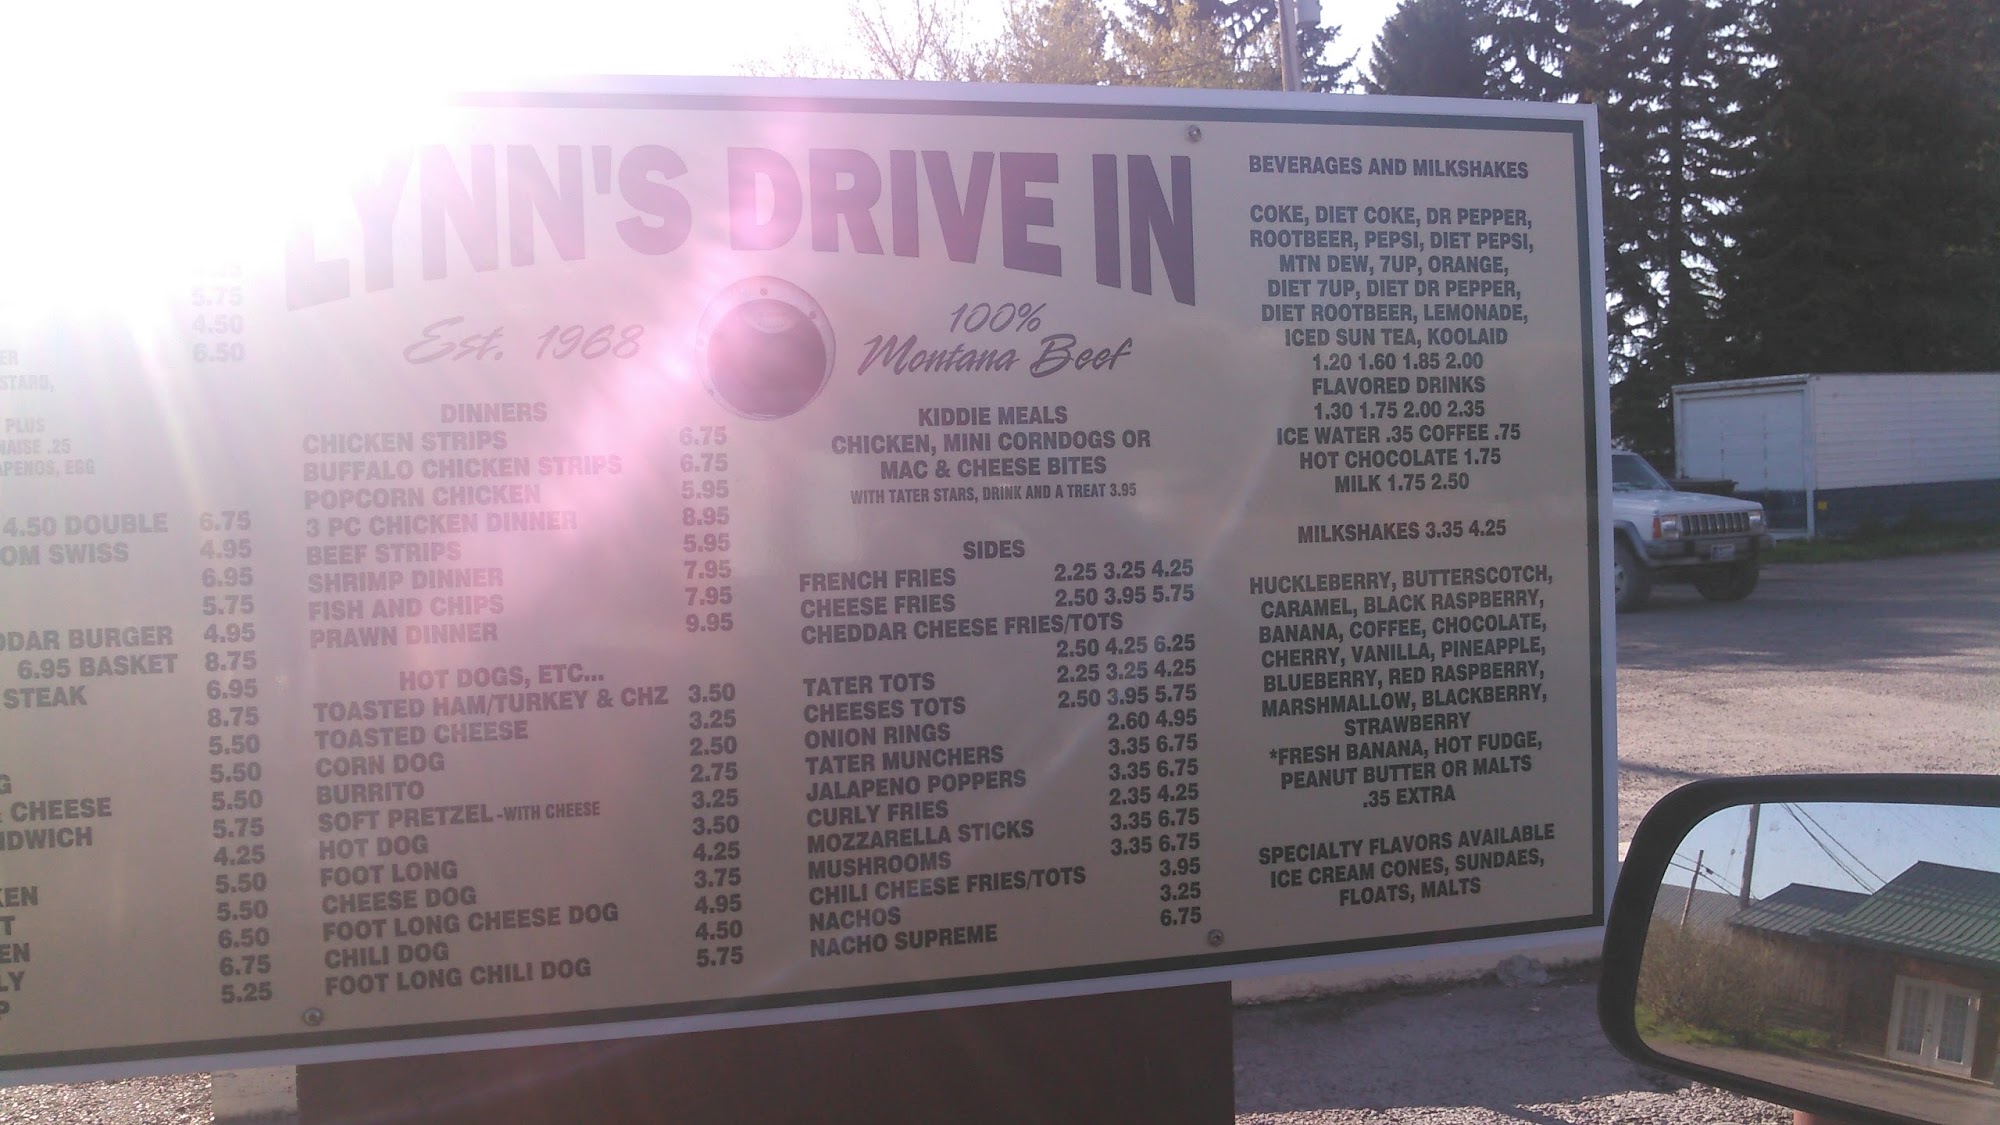 4.25
5.75
4.50
ER 6.50
STARD,
PLUS
NAISE .25
APENOS, EGG
4.50 DOUBLE 6.75
OM SWISS 4.95
6.95
5.75
DDAR BURGER 4.95
6.95 BASKET 8.75
STEAK 6.95
8.75
5.50
5.50
G 5.50
& CHEESE 5.75
NDWICH 4.25
5.50
KEN 5.50
T 6.50
EN 6.75
LY 5.25
P
LYNN'S DRIVE IN
Est. 1968
100%
Montana Beef
DINNERS
CHICKEN STRIPS 6.75
BUFFALO CHICKEN STRIPS 6.75
POPCORN CHICKEN 5.95
3 PC CHICKEN DINNER 8.95
BEEF STRIPS 5.95
SHRIMP DINNER 7.95
FISH AND CHIPS 7.95
PRAWN DINNER 9.95
HOT DOGS, ETC...
TOASTED HAM/TURKEY & CHZ 3.50
TOASTED CHEESE 3.25
CORN DOG 2.50
BURRITO 2.75
SOFT PRETZEL -WITH CHEESE 3.25
HOT DOG 3.50
FOOT LONG 4.25
CHEESE DOG 3.75
FOOT LONG CHEESE DOG 4.95
CHILI DOG 4.50
FOOT LONG CHILI DOG 5.75
KIDDIE MEALS
CHICKEN, MINI CORNDOGS OR
MAC & CHEESE BITES
WITH TATER STARS, DRINK AND A TREAT 3.95
SIDES
FRENCH FRIES 2.25 3.25 4.25
CHEESE FRIES 2.50 3.95 5.75
CHEDDAR CHEESE FRIES/TOTS
2.50 4.25 6.25
TATER TOTS 2.25 3.25 4.25
CHEESES TOTS 2.50 3.95 5.75
ONION RINGS 2.60 4.95
TATER MUNCHERS 3.35 6.75
JALAPENO POPPERS 3.35 6.75
CURLY FRIES 2.35 4.25
MOZZARELLA STICKS 3.35 6.75
MUSHROOMS 3.35 6.75
CHILI CHEESE FRIES/TOTS 3.95
NACHOS 3.25
NACHO SUPREME 6.75
BEVERAGES AND MILKSHAKES
COKE, DIET COKE, DR PEPPER,
ROOTBEER, PEPSI, DIET PEPSI,
MTN DEW, 7UP, ORANGE,
DIET 7UP, DIET DR PEPPER,
DIET ROOTBEER, LEMONADE,
ICED SUN TEA, KOOLAID
1.20 1.60 1.85 2.00
FLAVORED DRINKS
1.30 1.75 2.00 2.35
ICE WATER .35 COFFEE .75
HOT CHOCOLATE 1.75
MILK 1.75 2.50
MILKSHAKES 3.35 4.25
HUCKLEBERRY, BUTTERSCOTCH,
CARAMEL, BLACK RASPBERRY,
BANANA, COFFEE, CHOCOLATE,
CHERRY, VANILLA, PINEAPPLE,
BLUEBERRY, RED RASPBERRY,
MARSHMALLOW, BLACKBERRY,
STRAWBERRY
*FRESH BANANA, HOT FUDGE,
PEANUT BUTTER OR MALTS
.35 EXTRA
SPECIALTY FLAVORS AVAILABLE
ICE CREAM CONES, SUNDAES,
FLOATS, MALTS